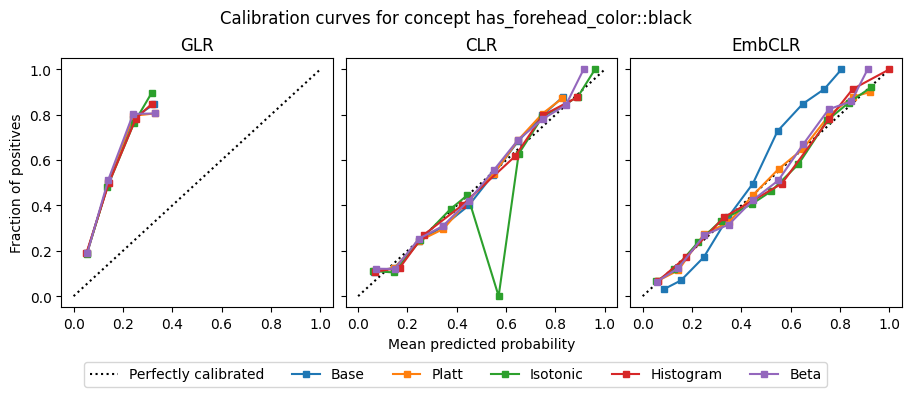 Calibration curves for concept has_forehead_color::black
GLR
CLR
EmbCLR
Fraction of positives
1.0
0.8
0.6
0.4
0.2
0.0
0.0 0.2 0.4 0.6 0.8 1.0
0.0 0.2 0.4 0.6 0.8 1.0
0.0 0.2 0.4 0.6 0.8 1.0
Mean predicted probability
Perfectly calibrated Base Platt Isotonic Histogram Beta